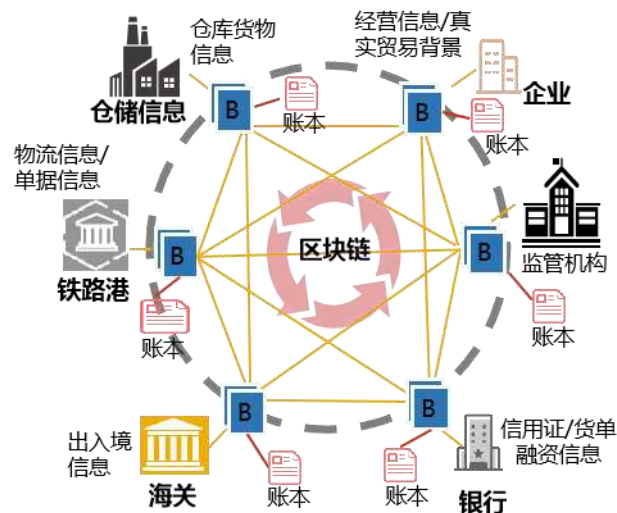 仓库货物
信息
仓储信息
B
账本
经营信息/真
实贸易背景
企业
B
账本
物流信息/
单据信息
铁路港
B
账本
区块链
B
监管机构
账本
出入境
信息
海关
B
账本
B
账本
信用证/货单
融资信息
银行